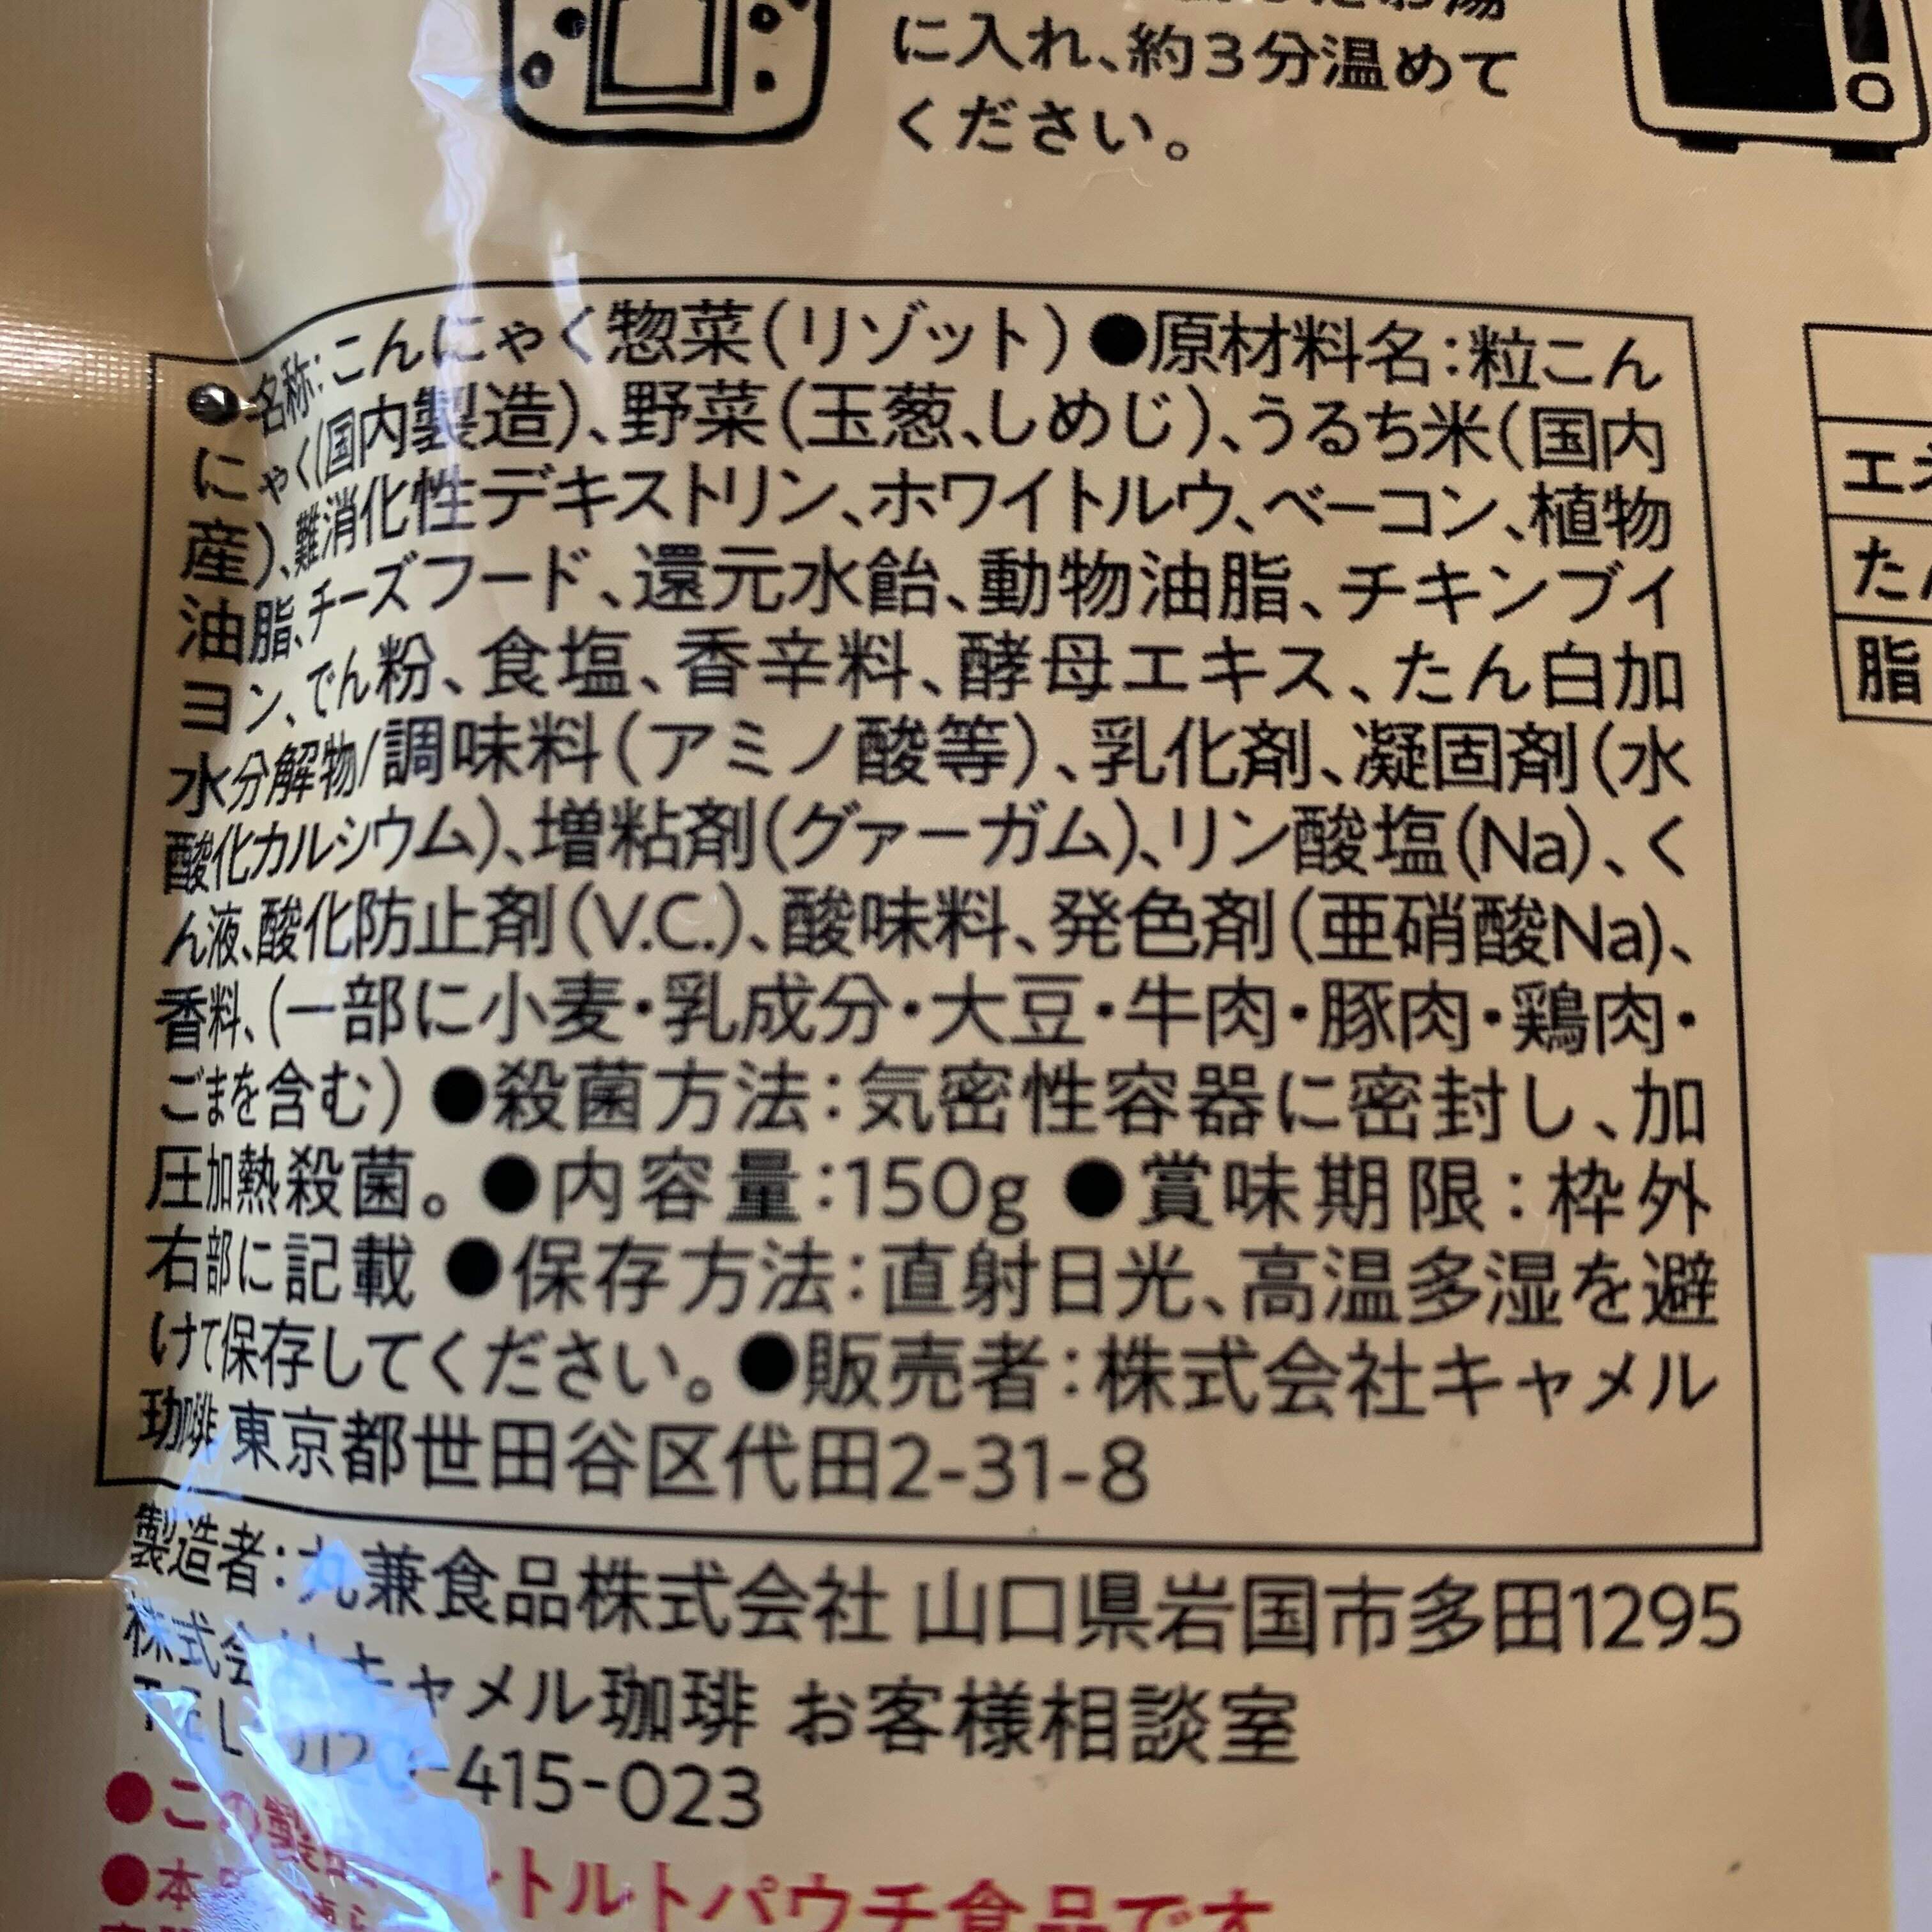 に入れ、約3分温めて
ください。
●名称:こんにゃく惣菜(リゾット)●原材料名:粒こん
にゃく(国内製造)、野菜(玉葱、しめじ)、うるち米(国内
産)、難消化性デキストリン、ホワイトルウ、ベーコン、植物
油脂、チーズフード、還元水飴、動物油脂、チキンブイ
ヨン、でん粉、食塩、香辛料、酵母エキス、たん白加
水分解物/調味料(アミノ酸等)、乳化剤、凝固剤(水
酸化カルシウム)、増粘剤(グァーガム)、リン酸塩(Na)、く
ん液、酸化防止剤(V.C.)、酸味料、発色剤(亜硝酸Na)、
香料、(一部に小麦・乳成分・大豆・牛肉・豚肉・鶏肉・
ごまを含む)●殺菌方法:気密性容器に密封し、加
圧加熱殺菌。●内容量:150g ●賞味期限:枠外
右部に記載 ●保存方法:直射日光、高温多湿を避
けて保存してください。●販売者:株式会社キャメル
珈琲 東京都世田谷区代田2-31-8
製造者:丸兼食品株式会社 山口県岩国市多田1295
株式会社キャメル珈琲 お客様相談室
TEL:0120-415-023
●この製品 トルトパウチ食品です
●本
エネ
たん
脂